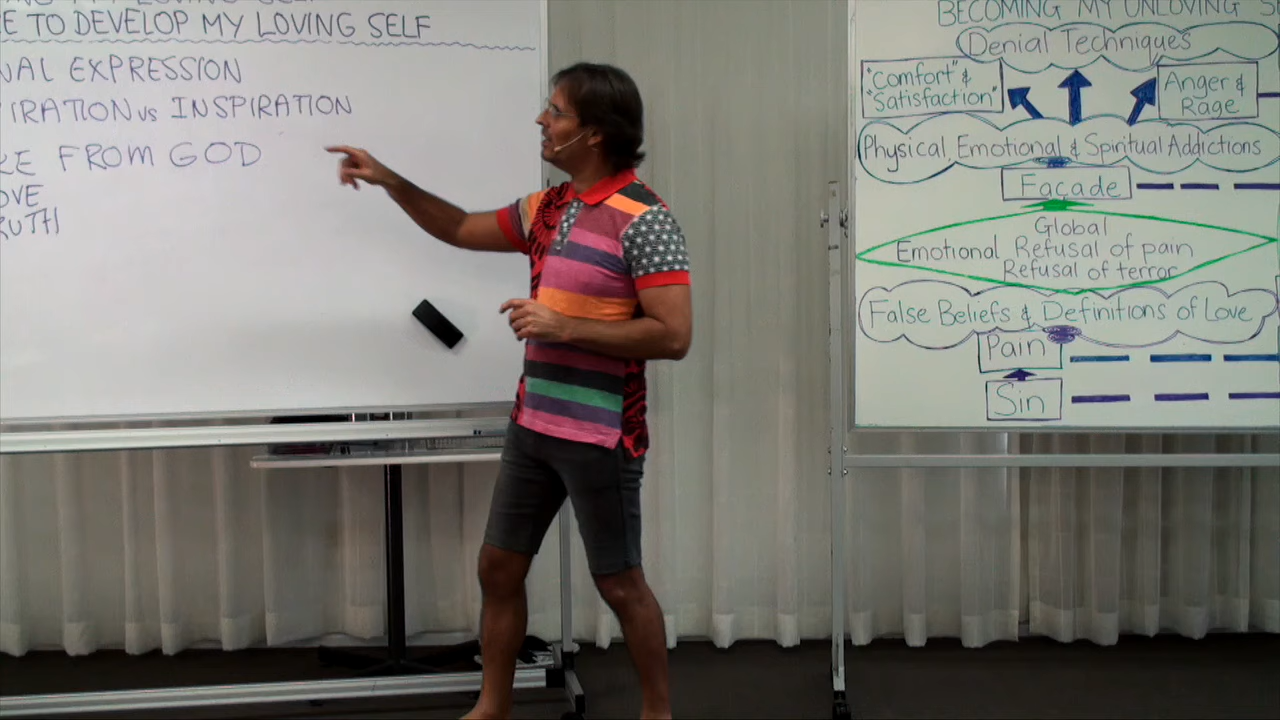 E TO DEVELOP MY LOVING SELF
NAL EXPRESSION
PIRATION vs INSPIRATION
RE FROM GOD
OVE
RUTH
BECOMING MY UNLOVING S
Denial Techniques
"Comfort" &
"Satisfaction"
Anger &
Rage
Physical, Emotional & Spiritual Addictions
Façade
Global
Emotional Refusal of pain
Refusal of terror
False Beliefs & Definitions of Love
Pain
Sin